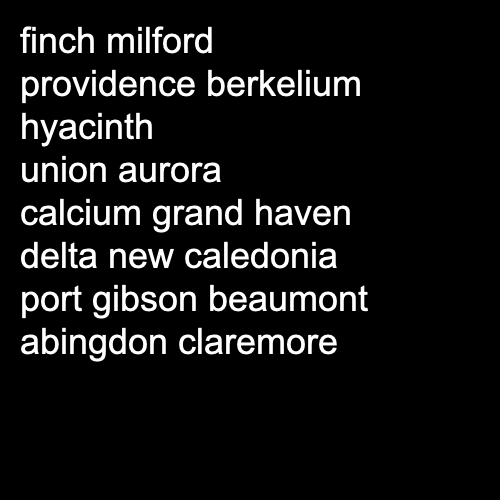 finch milford
providence berkelium
hyacinth
union aurora
calcium grand haven
delta new caledonia
port gibson beaumont
abingdon claremore